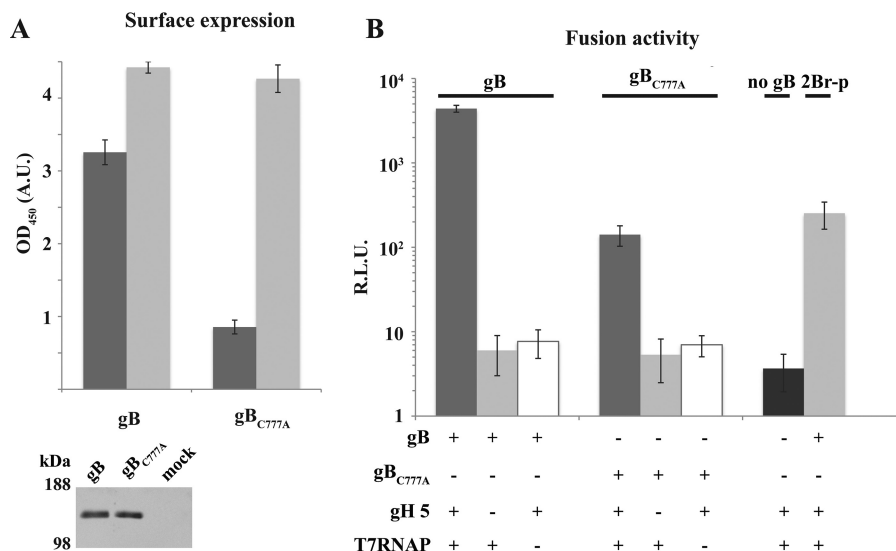 A
Surface expression
OD450 (A.U.)
4
3
2
1
gB
gBC777A
kDa
gB
gBC777A
mock
188
98
B
Fusion activity
gB
gBC777A
no gB
2Br-p
R.L.U.
10^4
10^3
10^2
10
1
gB + + + - - - - +
gBC777A - - - + + + - -
gH 5 + - + + - + + +
T7RNAP + + - + + - + +